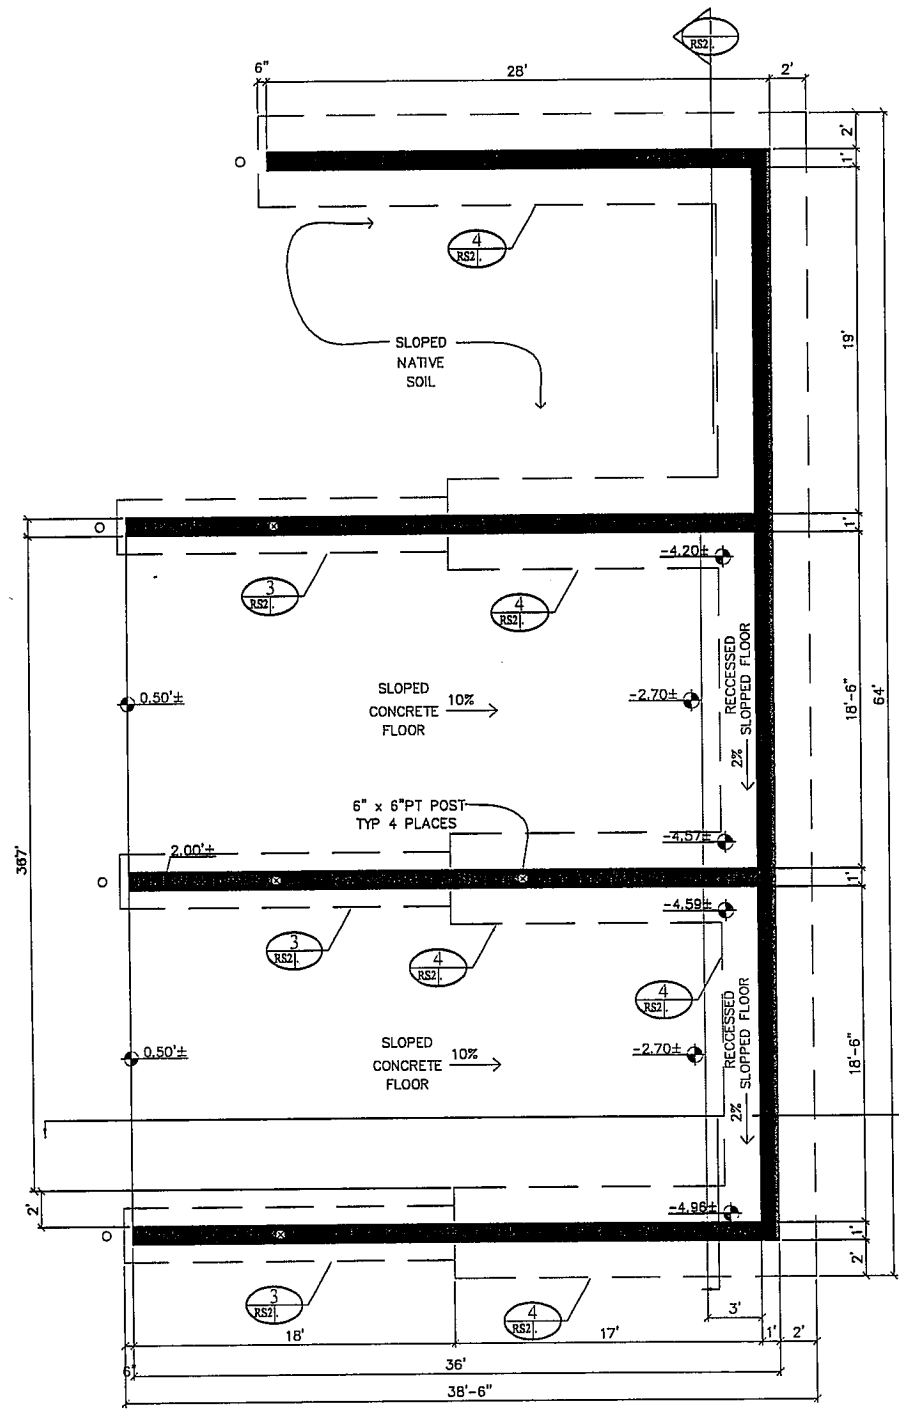 RS2.
6"
28'
2'
2'
1'
4
RS2.
SLOPED
NATIVE
SOIL
19'
1'
-4.20±
3
RS2.
4
RS2.
RECCESSED
SLOPPED FLOOR
2%
18'-6"
64'
0.50'±
SLOPED
CONCRETE
FLOOR
10%
-2.70±
6" x 6"PT POST
TYP 4 PLACES
-4.57±
367'
2.00'±
1'
-4.59±
3
RS2.
4
RS2.
4
RS2.
RECCESSED
SLOPPED FLOOR
2%
18'-6"
0.50'±
SLOPED
CONCRETE
FLOOR
10%
-2.70±
2'
-4.96±
1'
2'
3
RS2.
4
RS2.
3'
18'
17'
1'
2'
6"
36'
38'-6"